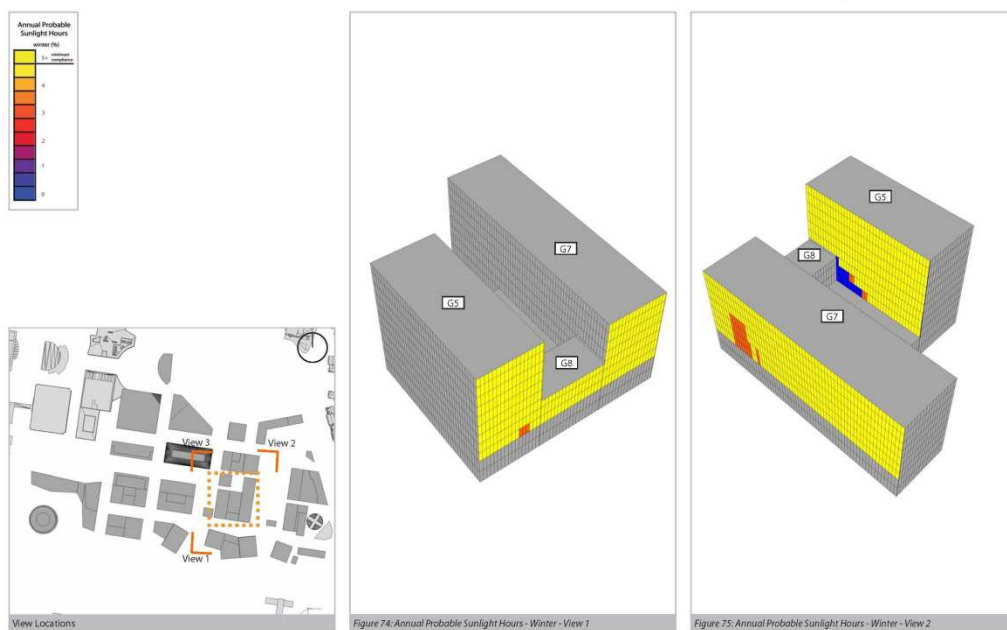 Annual Probable
Sunlight Hours
winter (%)
5+
minimum
compliance
4
3
2
1
0
View 3
View 2
View 1
View Locations
G7
G5
G8
Figure 74: Annual Probable Sunlight Hours - Winter - View 1
G5
G8
G7
Figure 75: Annual Probable Sunlight Hours - Winter - View 2